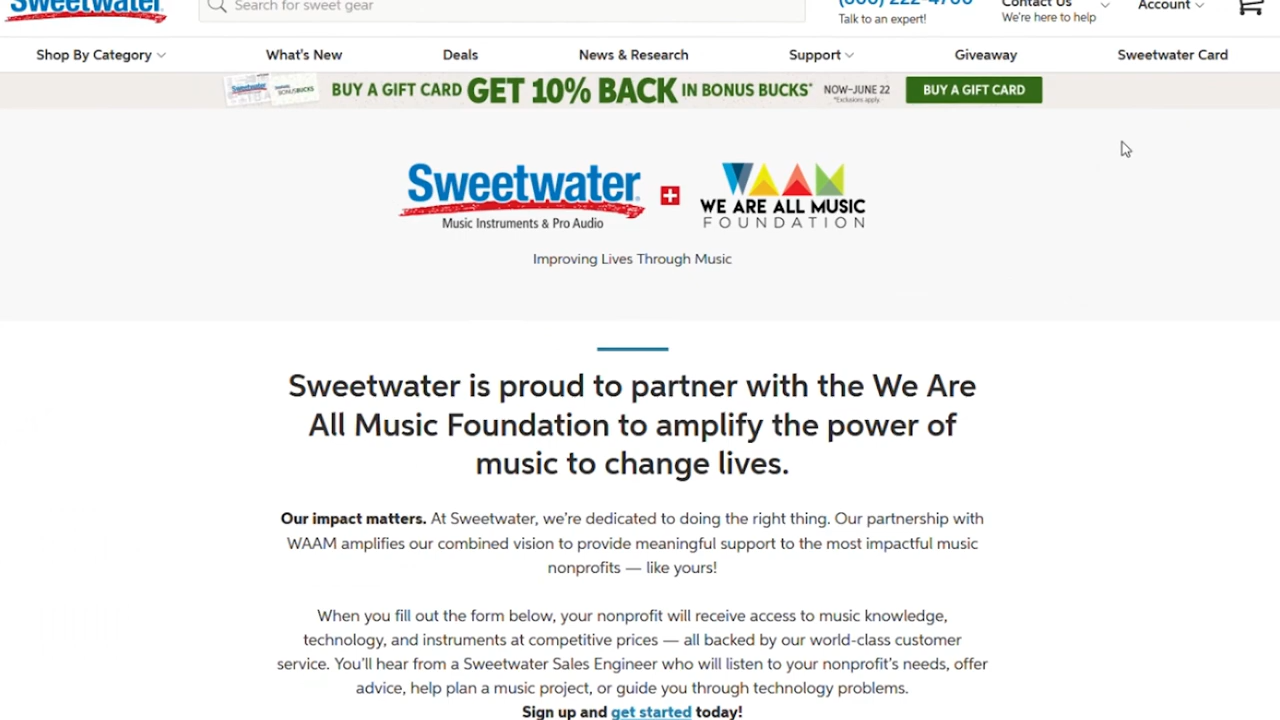 Sweetwater
Search for sweet gear
(800) 222-4700
Talk to an expert!
Contact Us
We're here to help
Account
Shop By Category
What's New
Deals
News & Research
Support
Giveaway
Sweetwater Card
BUY A GIFT CARD GET 10% BACK IN BONUS BUCKS* NOW–JUNE 22
*Exclusions apply.
BUY A GIFT CARD
Sweetwater
Music Instruments & Pro Audio
WAAM
WE ARE ALL MUSIC
FOUNDATION
Improving Lives Through Music
Sweetwater is proud to partner with the We Are
All Music Foundation to amplify the power of
music to change lives.
Our impact matters. At Sweetwater, we're dedicated to doing the right thing. Our partnership with
WAAM amplifies our combined vision to provide meaningful support to the most impactful music
nonprofits — like yours!
When you fill out the form below, your nonprofit will receive access to music knowledge,
technology, and instruments at competitive prices — all backed by our world-class customer
service. You'll hear from a Sweetwater Sales Engineer who will listen to your nonprofit's needs, offer
advice, help plan a music project, or guide you through technology problems.
Sign up and get started today!